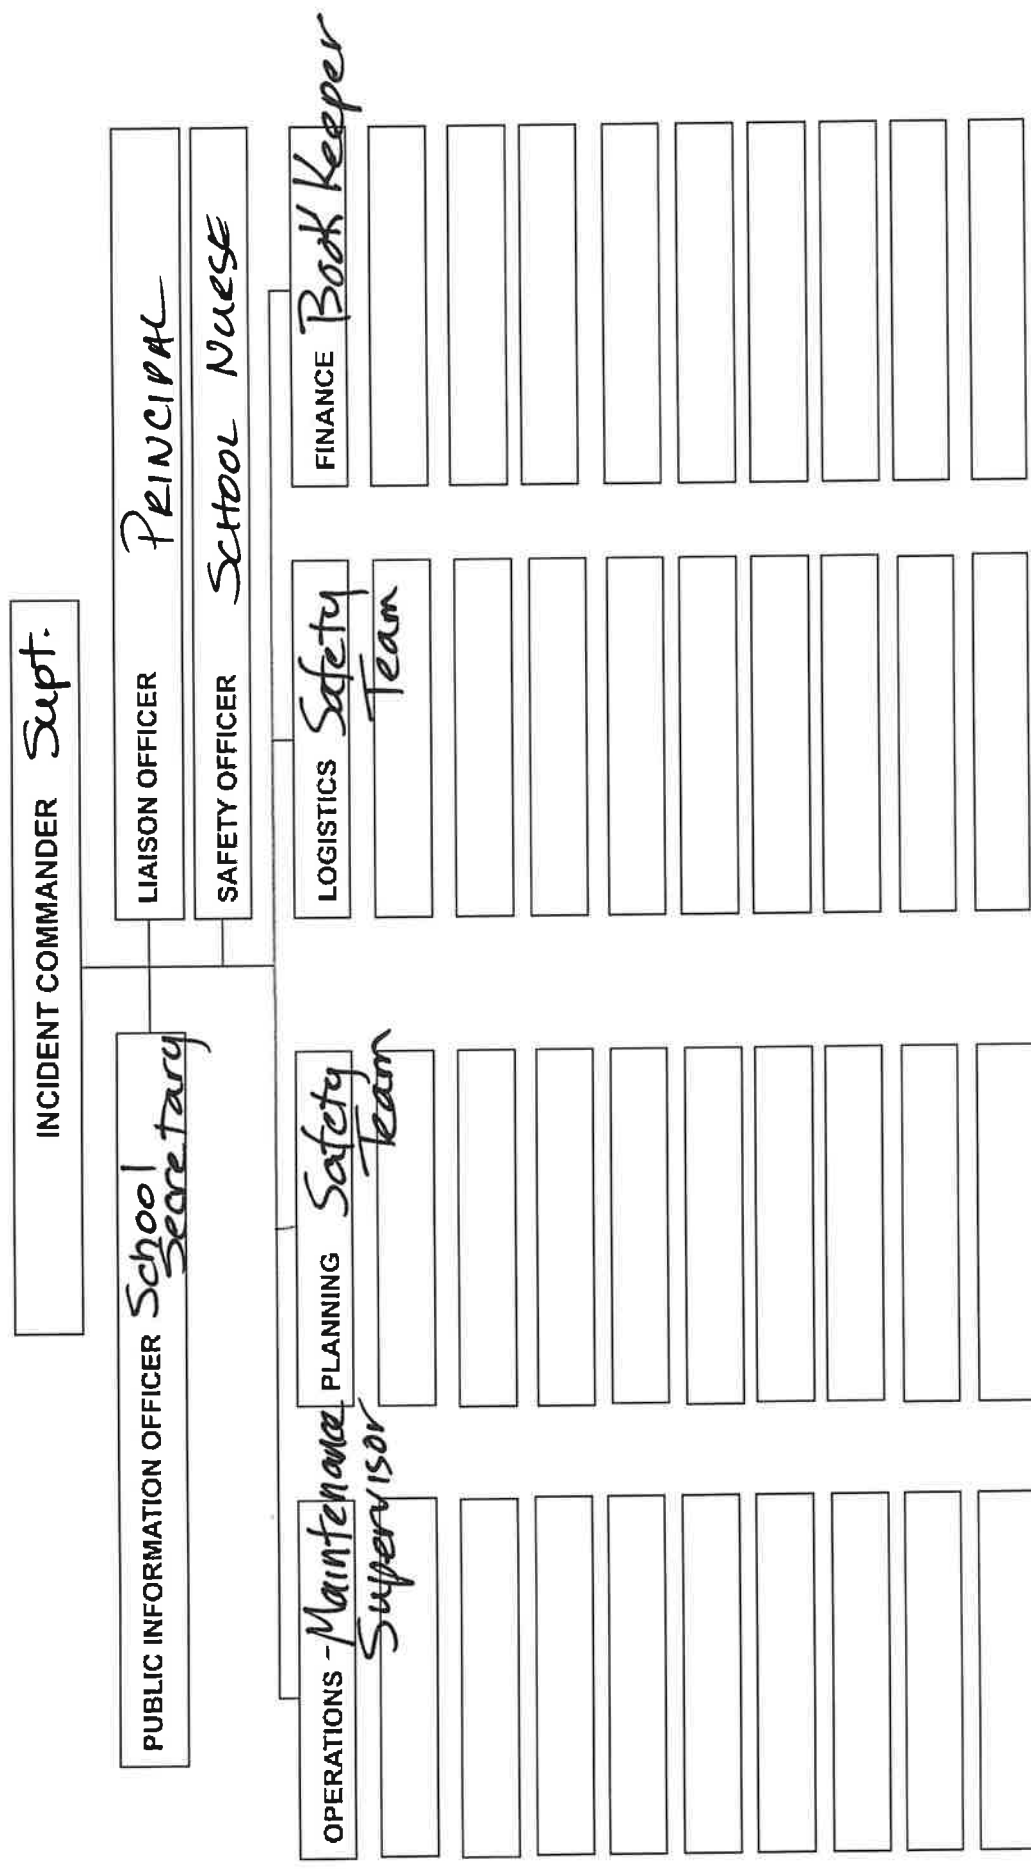 INCIDENT COMMANDER Supt.
PUBLIC INFORMATION OFFICER School
Secretary
LIAISON OFFICER PRINCIPAL
SAFETY OFFICER SCHOOL NURSE
OPERATIONS - Maintenance
Supervisor
PLANNING Safety
Team
LOGISTICS Safety
Team
FINANCE Book Keeper